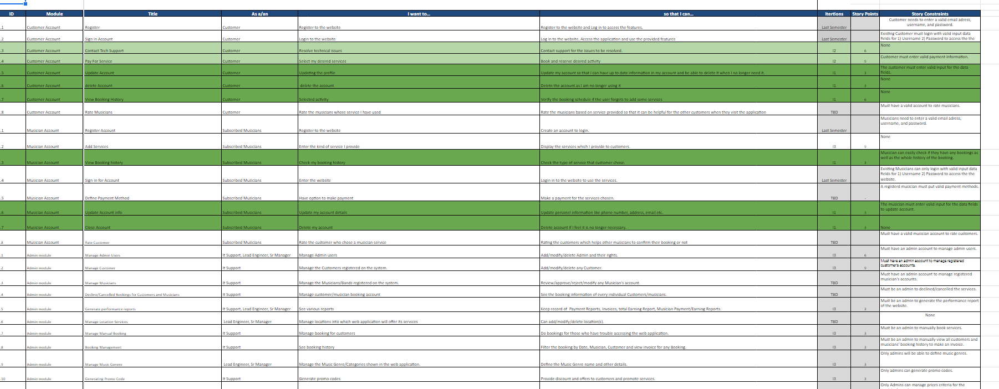 ID Module Title As a/an I want to... so that I can... Itertions Story Points Story Constraints
.1 Customer Account Register Customer Register to the website Register to the website and Log in to access the features. Last Semester Customer needs to enter a valid email adress, username, and password.
.2 Customer Account Sign in Account Customer Login to the website Log in to the website, Access the application and use the provided features Last Semester Existing Customer must login with valid input data fields for 1) Username 2) Password to access the the
.3 Customer Account Contact Tech Support Customer Resolve technical issues Contact support for the issues to be resolved. I2 6 None
.4 Customer Account Pay For Service Customer Select my desired services Book and reserve desired activity I2 9 Customer must enter valid payment information.
.5 Customer Account Update Account Customer Updating the profile Update my account so that I can have up to date information in my account and be able to delete it when I no longer need it. I1 3 The customer must enter valid input for the data fields.
.6 Customer Account delete Account Customer delete the account Delete the account as I am no longer using it I1 3 None
.7 Customer Account View Booking History Customer Selected activity Verify the booking schedule if the user forgets to add some services I1 6 None
.8 Customer Account Rate Musicians Customer Rate the musicians whose service I have used Rate the musicians based on service provided so that it can be helpful for the other customers when they visit the application TBD Must have a valid account to rate musicians.
.1 Musician Account Register Account Subscribed Musicians Register to the website Create an account to login. Last Semester Musicians need to enter a valid email adress, username, and password.
.2 Musician Account Add Services Subscribed Musicians Enter the kind of service I provide Display the services which I provide to customers. I3 9 None
.3 Musician Account View Booking history Subscribed Musicians Check my booking history Check the type of service that customer chose. I1 3 Musician can easily check if they have any bookings as well as the whole history of the booking.
.4 Musician Account Sign in for Account Subscribed Musicians Enter the website Login in to the website to use the services. Last Semester Existing Musicians can only login with valid input data fields for 1) Username 2) Password to access the the website.
.5 Musician Account Define Payment Method Subscribed Musicians Have option to make payment Make a payment for the services chosen. TBD - A registerd musician must put valid payment methods.
.6 Musician Account Update Account info Subscribed Musicians Update my account details Update personel information like phone number, address, email etc. I1 3 The musician must enter valid input for the data fields to update account.
.7 Musician Account Close Account Subscribed Musicians Delete my account Delete account if I feel it is no longer necessary. I1 3 None
.8 Musician Account Rate Customer Subscribed Musicians Rate the customer who chose a musician service Rating the customers which helps other musicians to confirm their booking or not TBD Must have a valid musician account to rate customers.
.1 Admin module Manage Admin Users It Support, Lead Engineer, Sr Manager Manage Admin users Add/modify/delete Admin and their rights. I3 6 Must have an admin account to manage admin users.
.2 Admin module Manage Customer It Support Manage the Customers registered on the system. Add/modify/delete any Customer. I3 9 Must have an admin account to manage registered customer's accounts.
.3 Admin module Manage Musicians It Support Manage the Musicians/Bands registered on the system. Review/approve/reject/modify any Musician's account. TBD Must have an admin account to manage registered musician's accounts.
.4 Admin module Decline/Cancelled Bookings for Customers and Musicians It Support Manage customer/musician booking account See the booking information of every individual Customers/musicians. TBD Must be an admin to declined/cancelled the services.
.5 Admin module Generate performance reports It Support, Lead Engineer, Sr Manager See various reports Keep record of Payment Reports, Invoices, total Earning Report, Musician Payment/Earning Reports. I3 3 Must be an admin to generate the performance report of the website.
.6 Admin module Manage Location Services Lead Engineer, Sr Manager Manage locations into which web application will offer its services Can add/modify/delete location(s). TBD None
.7 Admin module Manage Manual Booking It Support Manage booking for customers Do bookings for those who have trouble accessing the web application. I3 3 Must be an admin to manually book services.
.8 Admin module Booking Management It Support See booking history Filter the booking by Date, Musician, Customer and view invoice for any Booking. I3 3 Must be an admin to manually view all customers and musicians' booking history to make an invoice.
.9 Admin module Manage Music Genere Lead Engineer, Sr Manager Manage the Music Genre/Categories shown in the web application. Define the Music Genre name and other details. I3 3 Only admins will be able to define music genres.
.10 Admin module Generating Promo Code It Support Generate promo codes Provide discount and offers to customers and promote services. I3 3 Only admins can generate promo codes.
Only Admins can manage prices criteria for the